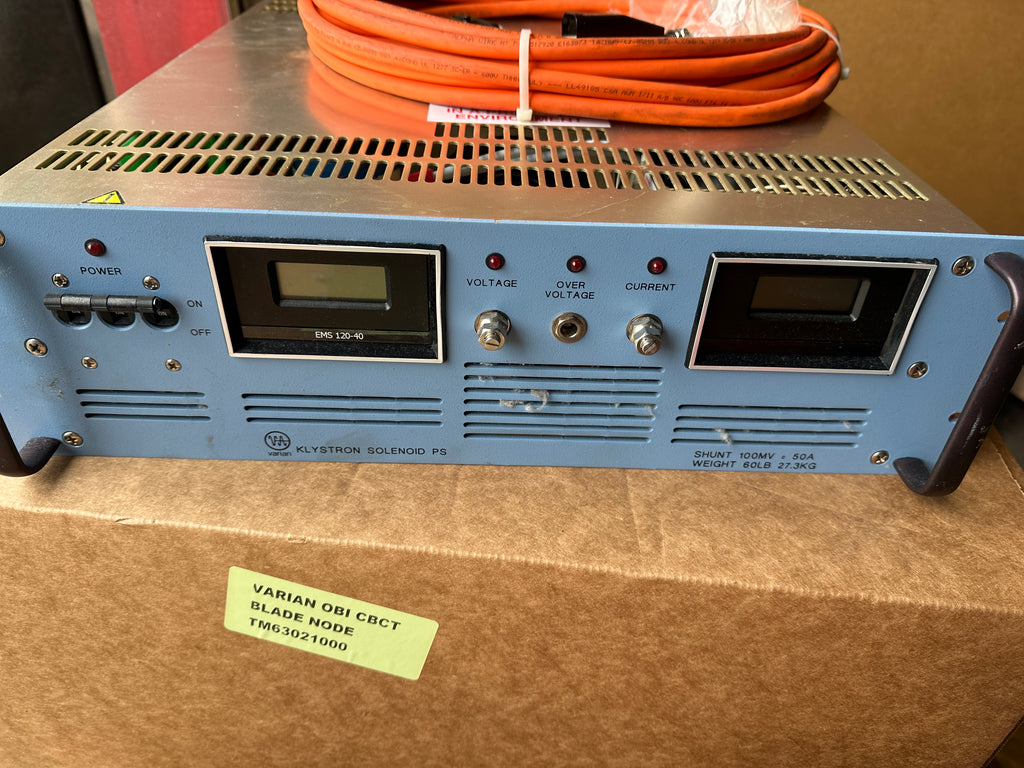 ENVIRONMENT
POWER
ON
OFF
EMS 120-40
VOLTAGE
OVER
VOLTAGE
CURRENT
varian
KLYSTRON SOLENOID PS
SHUNT 100MV = 50A
WEIGHT 60LB 27.3KG
VARIAN OBI CBCT
BLADE NODE
TM63021000